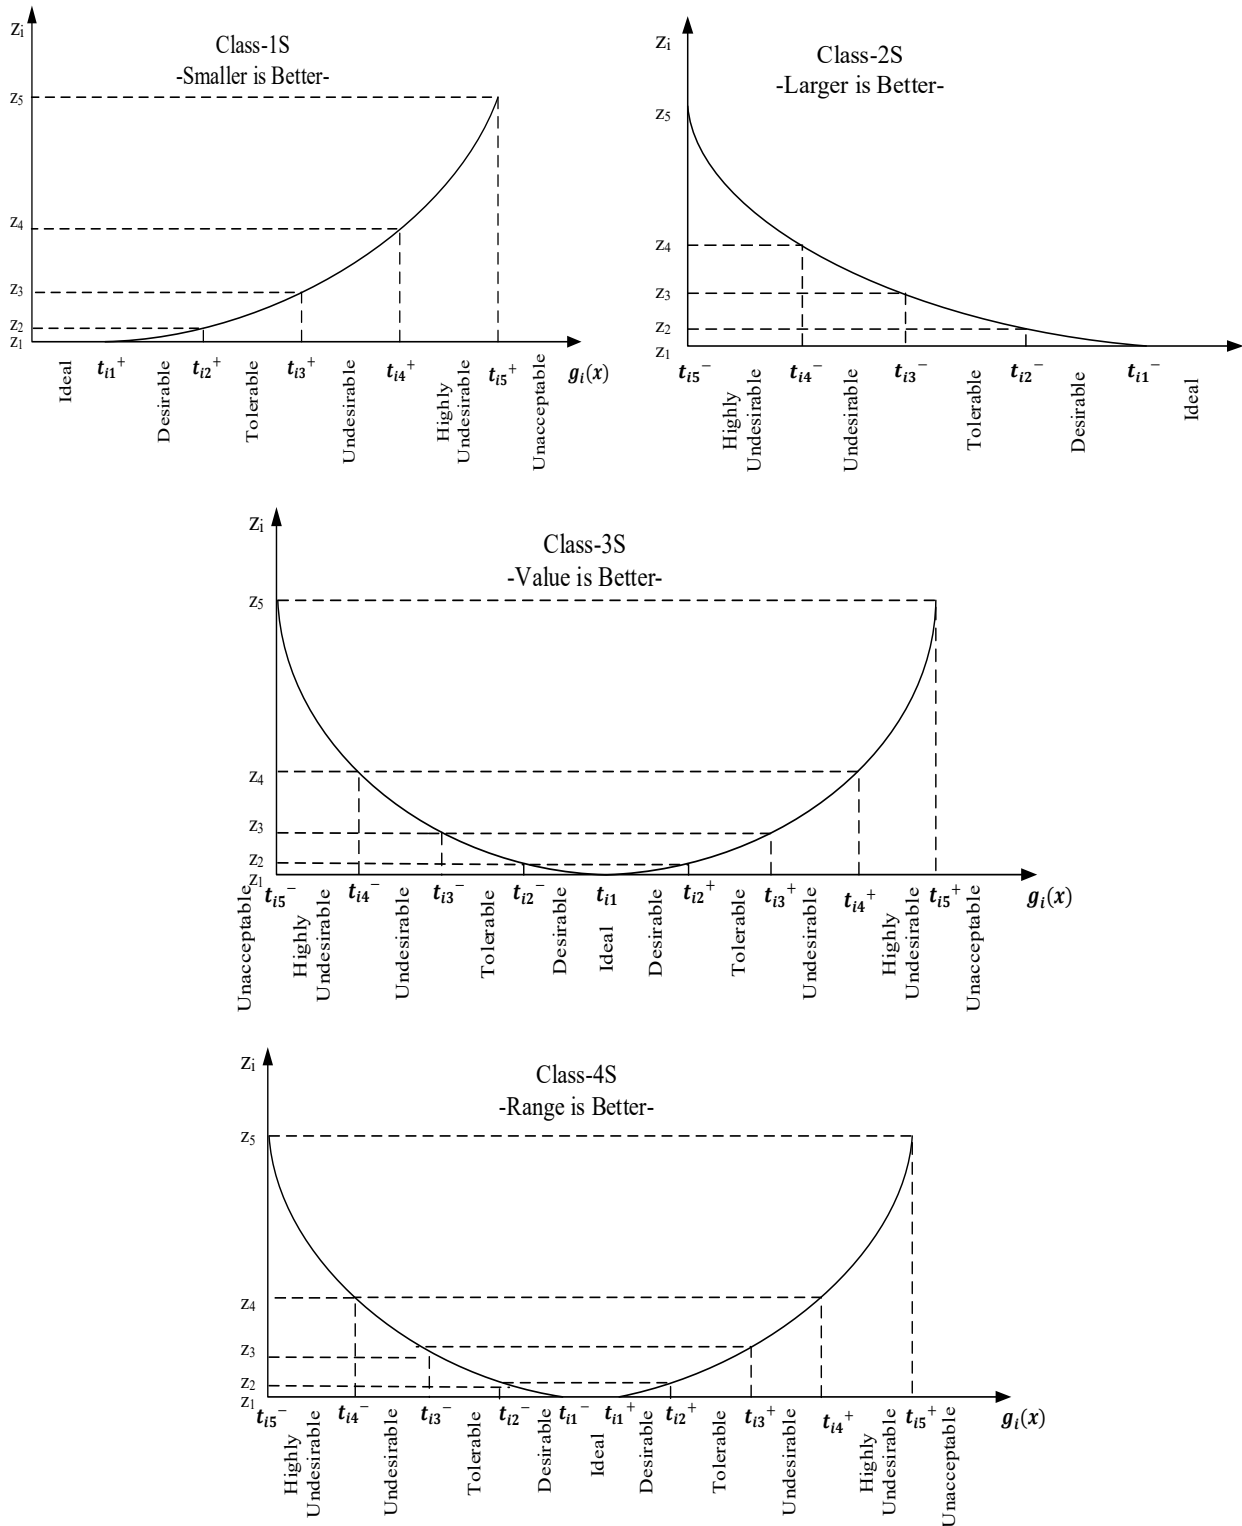 Class-1S
-Smaller is Better-
zᵢ
z₅
z₄
z₃
z₂
z₁
tᵢ₁⁺ tᵢ₂⁺ tᵢ₃⁺ tᵢ₄⁺ tᵢ₅⁺ gᵢ(x)
Ideal
Desirable
Tolerable
Undesirable
Highly
Undesirable
Unacceptable
Class-2S
-Larger is Better-
zᵢ
z₅
z₄
z₃
z₂
z₁
tᵢ₅⁻ tᵢ₄⁻ tᵢ₃⁻ tᵢ₂⁻ tᵢ₁⁻
Highly
Undesirable
Undesirable
Tolerable
Desirable
Ideal
Class-3S
-Value is Better-
zᵢ
z₅
z₄
z₃
z₂
z₁
tᵢ₅⁻ tᵢ₄⁻ tᵢ₃⁻ tᵢ₂⁻ tᵢ₁ tᵢ₂⁺ tᵢ₃⁺ tᵢ₄⁺ tᵢ₅⁺ gᵢ(x)
Unacceptable
Highly
Undesirable
Undesirable
Tolerable
Desirable
Ideal
Desirable
Tolerable
Undesirable
Highly
Undesirable
Unacceptable
Class-4S
-Range is Better-
zᵢ
z₅
z₄
z₃
z₂
z₁
tᵢ₅⁻ tᵢ₄⁻ tᵢ₃⁻ tᵢ₂⁻ tᵢ₁⁻ tᵢ₁⁺ tᵢ₂⁺ tᵢ₃⁺ tᵢ₄⁺ tᵢ₅⁺ gᵢ(x)
Highly
Undesirable
Undesirable
Tolerable
Desirable
Ideal
Desirable
Tolerable
Undesirable
Highly
Undesirable
Unacceptable